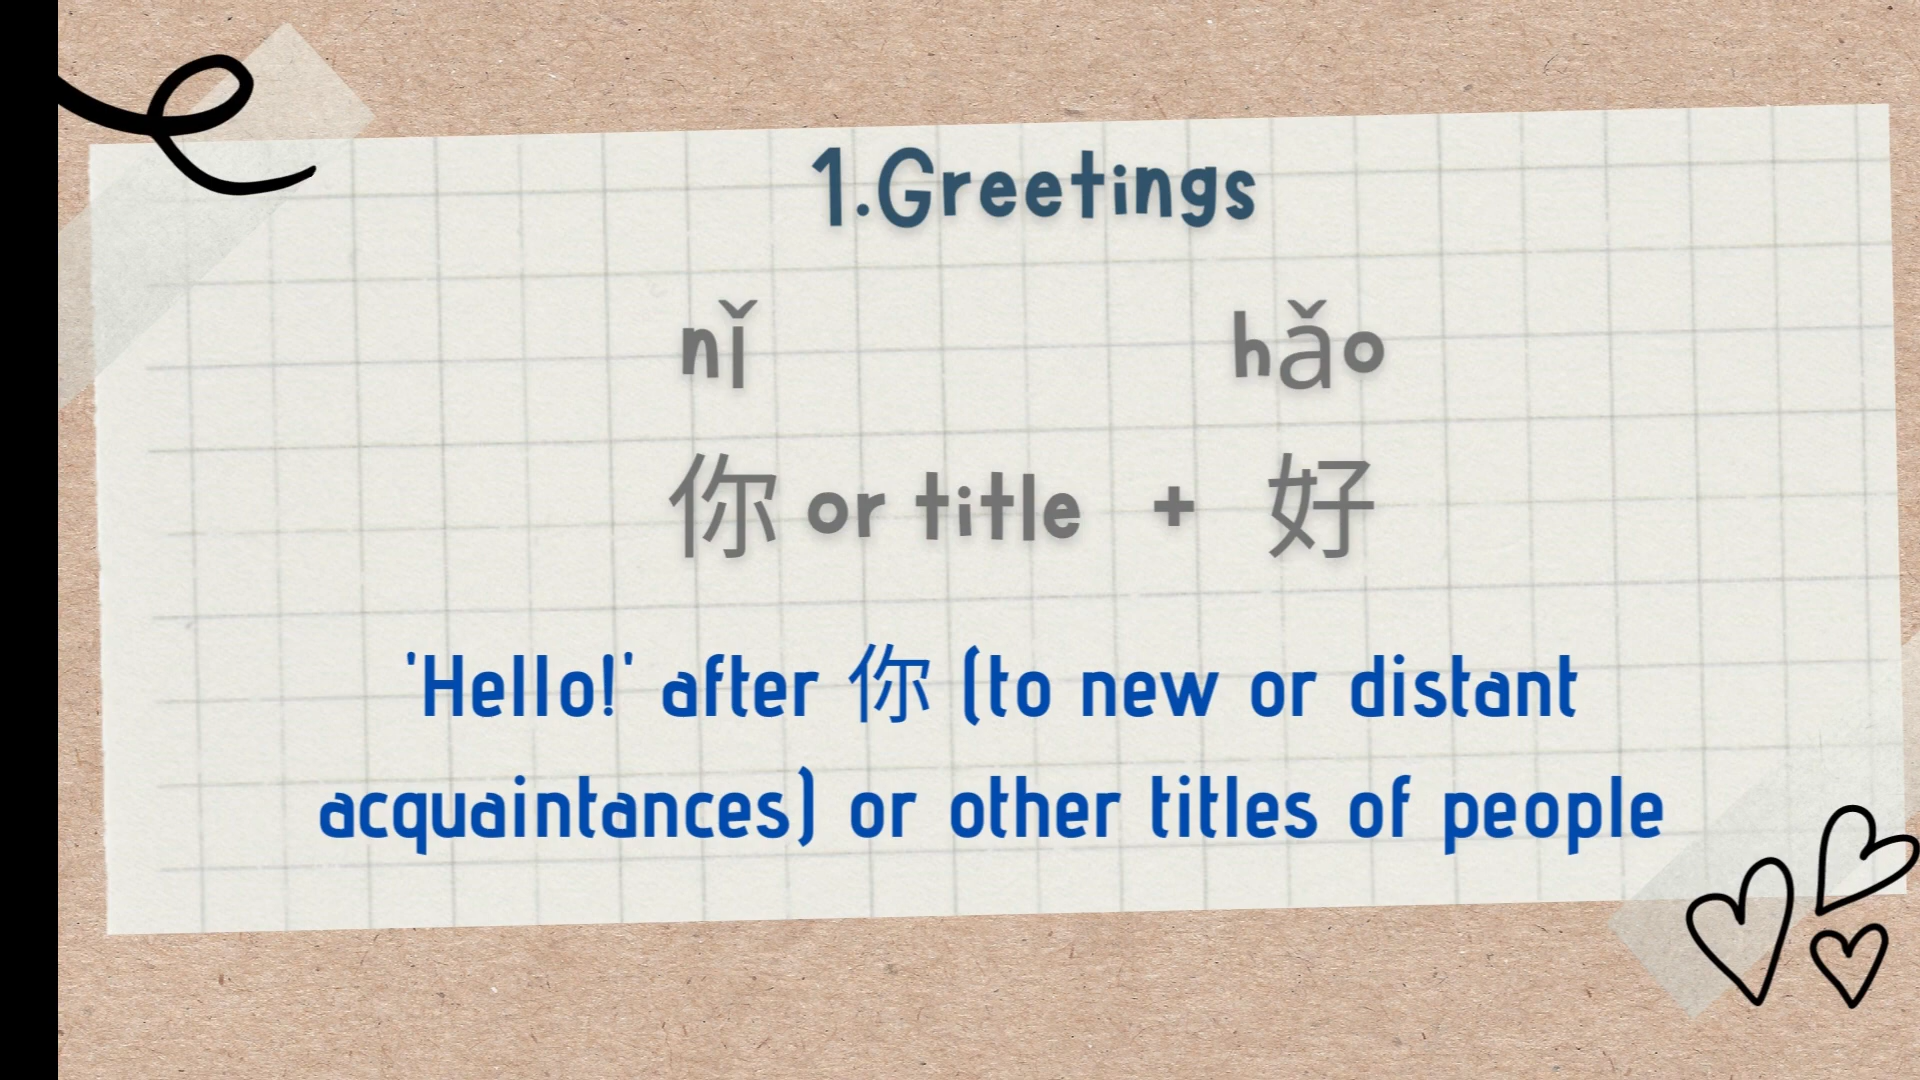 1.Greetings
nǐ hǎo
你 or title + 好
'Hello!' after 你 (to new or distant
acquaintances) or other titles of people